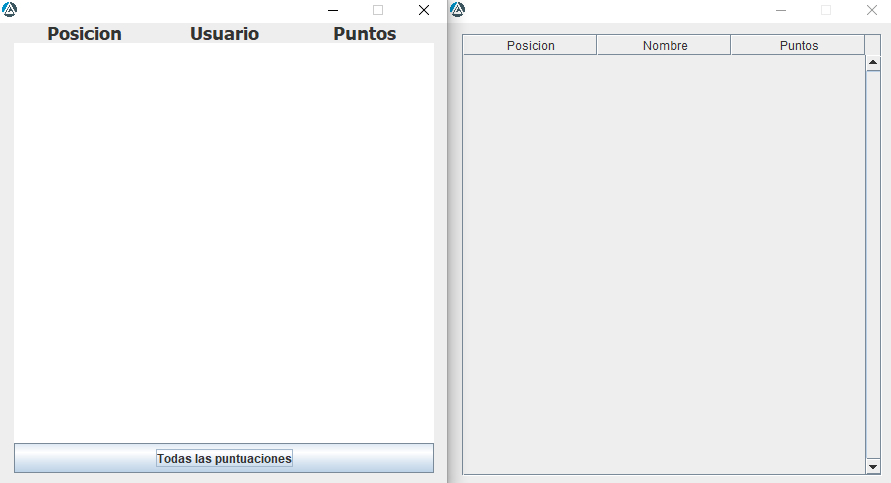 Posicion Usuario Puntos
Todas las puntuaciones
Posicion Nombre Puntos